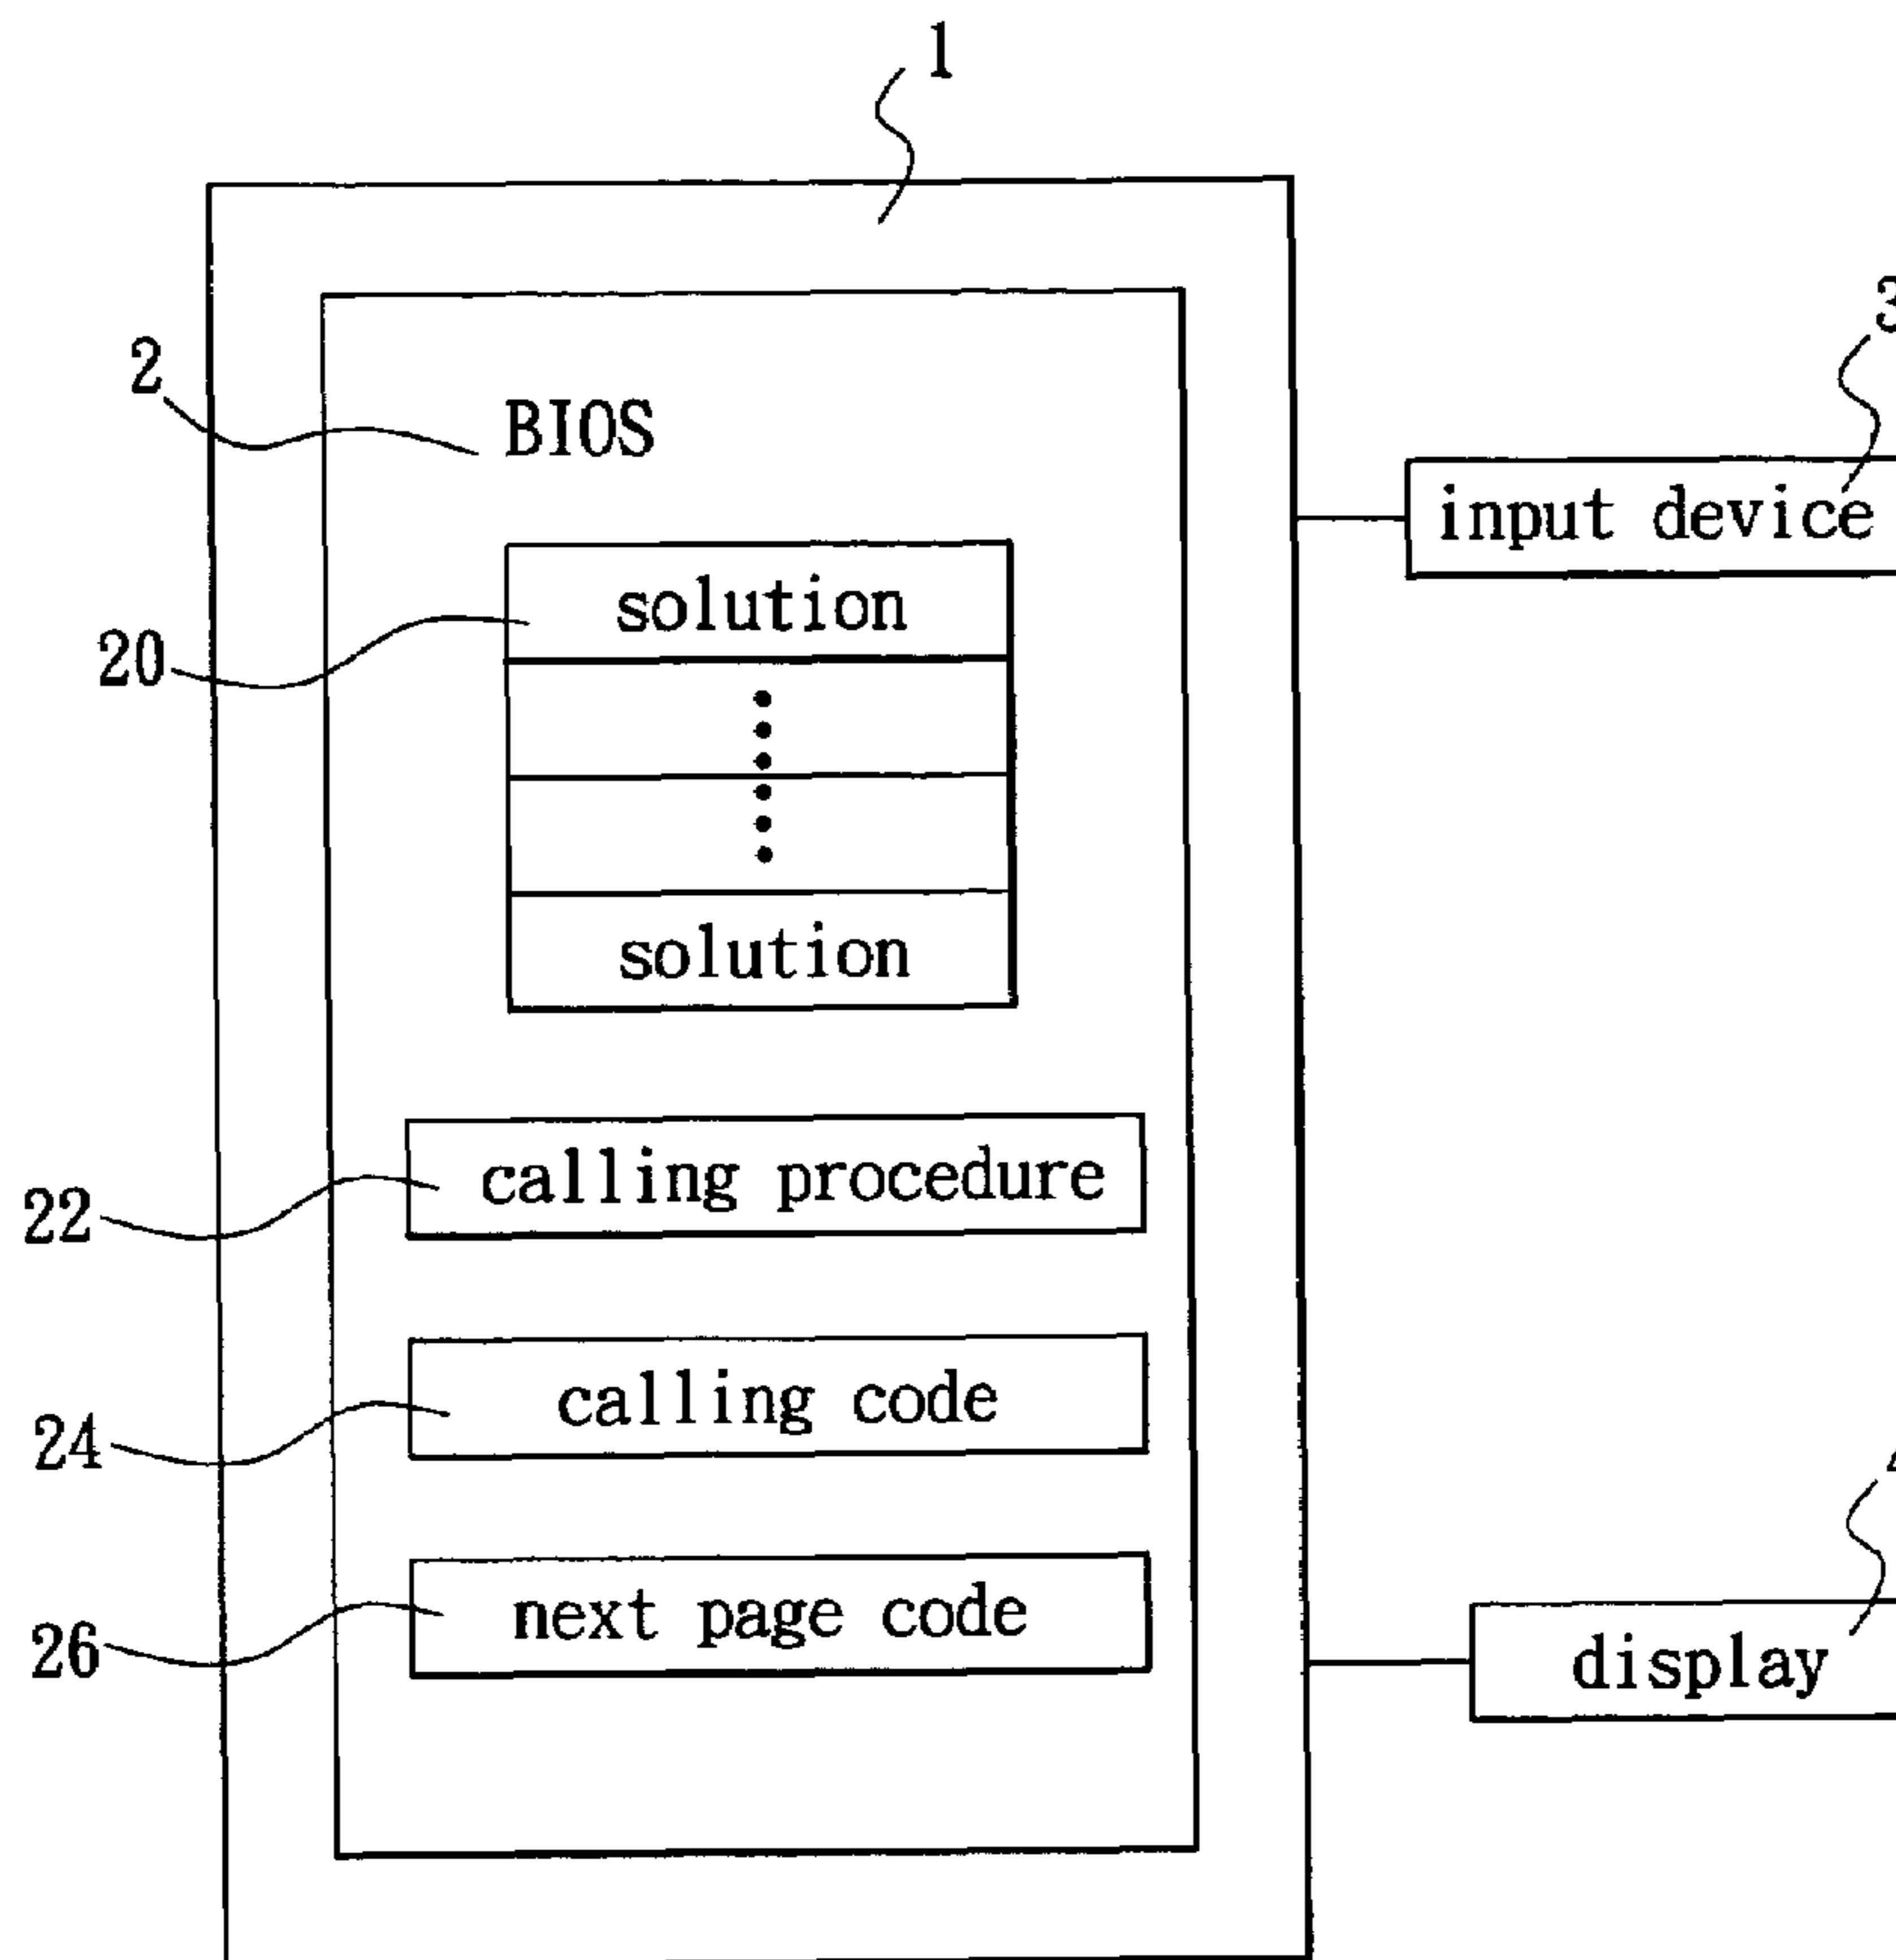 1
2
BIOS
3
input device
20
solution
solution
22
calling procedure
24
calling code
26
next page code
display